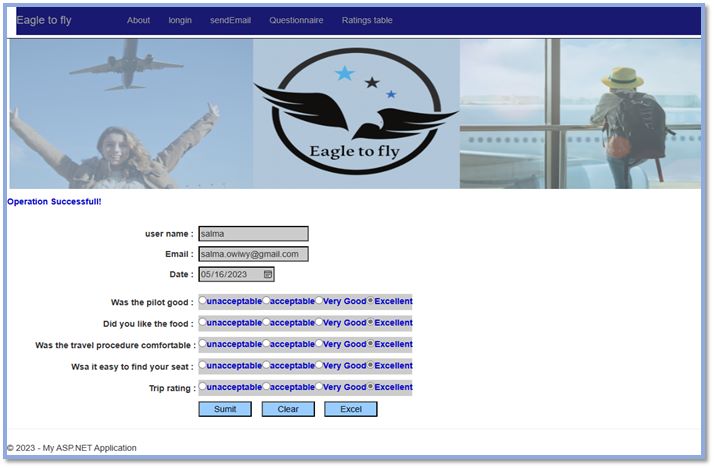 Eagle to fly About longin sendEmail Questionnaire Ratings table
Eagle to fly
Operation Successfull!
user name : salma
Email : salma.owiwy@gmail.com
Date : 05/16/2023
Was the pilot good : unacceptable acceptable Very Good Excellent
Did you like the food : unacceptable acceptable Very Good Excellent
Was the travel procedure comfortable : unacceptable acceptable Very Good Excellent
Wsa it easy to find your seat : unacceptable acceptable Very Good Excellent
Trip rating : unacceptable acceptable Very Good Excellent
Sumit Clear Excel
© 2023 - My ASP.NET Application